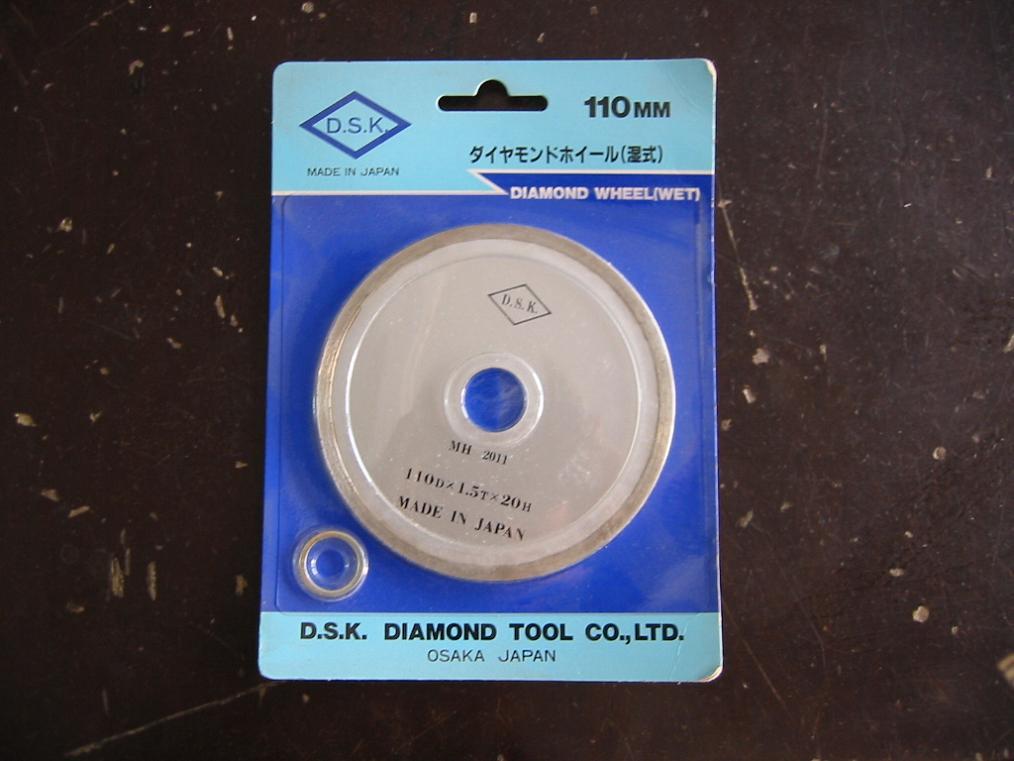 D.S.K.
MADE IN JAPAN
110MM
ダイヤモンドホイール(湿式)
DIAMOND WHEEL(WET)
D.S.K.
MH 2011
110D×1.5T×20H
MADE IN JAPAN
D.S.K. DIAMOND TOOL CO.,LTD.
OSAKA JAPAN